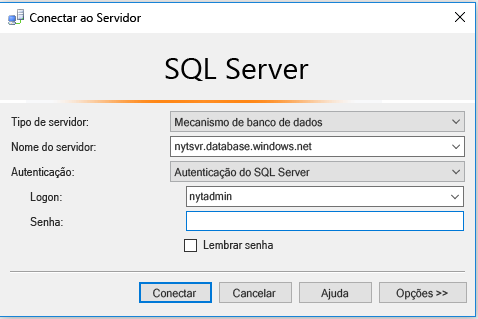 Conectar ao Servidor
SQL Server
Tipo de servidor: Mecanismo de banco de dados
Nome do servidor: nytsvr.database.windows.net
Autenticação: Autenticação do SQL Server
Logon: nytadmin
Senha:
Lembrar senha
Conectar Cancelar Ajuda Opções >>